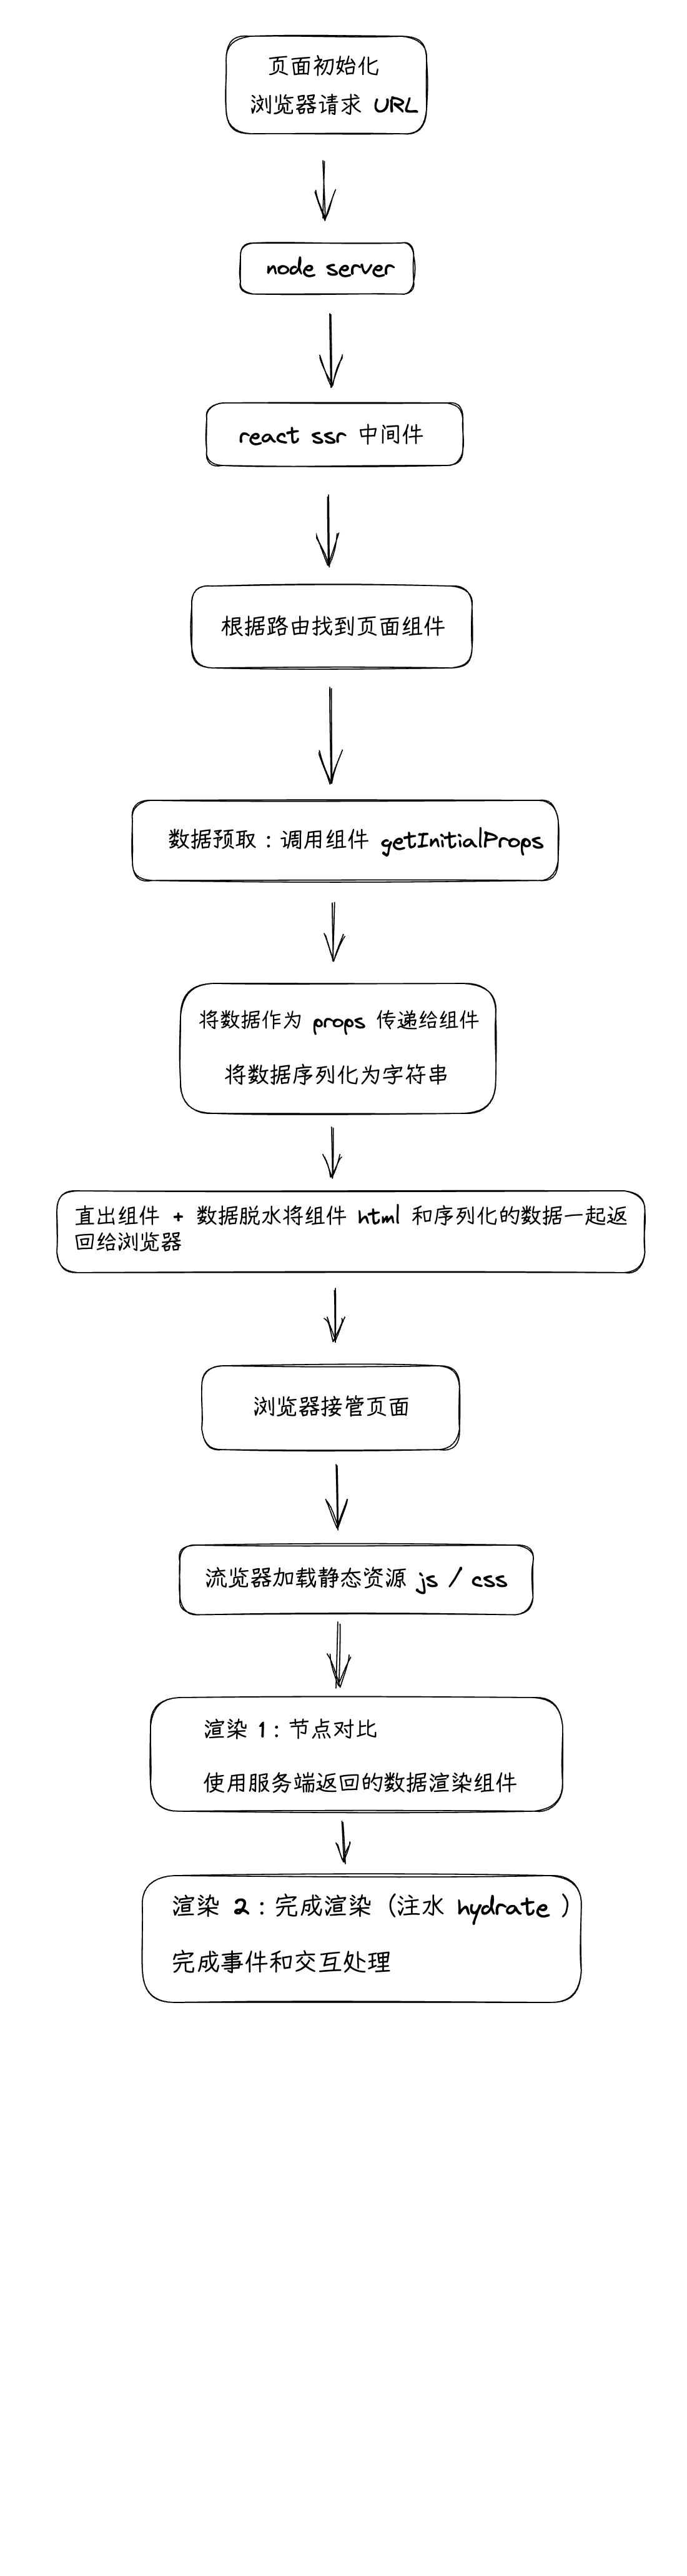 页面初始化
浏览器请求 URL
node server
react ssr 中间件
根据路由找到页面组件
数据预取：调用组件 getInitialProps
将数据作为 props 传递给组件
将数据序列化为字符串
直出组件 + 数据脱水将组件 html 和序列化的数据一起返
回给浏览器
浏览器接管页面
流览器加载静态资源 js / css
渲染 1：节点对比
使用服务端返回的数据渲染组件
渲染 2：完成渲染（注水 hydrate ）
完成事件和交互处理